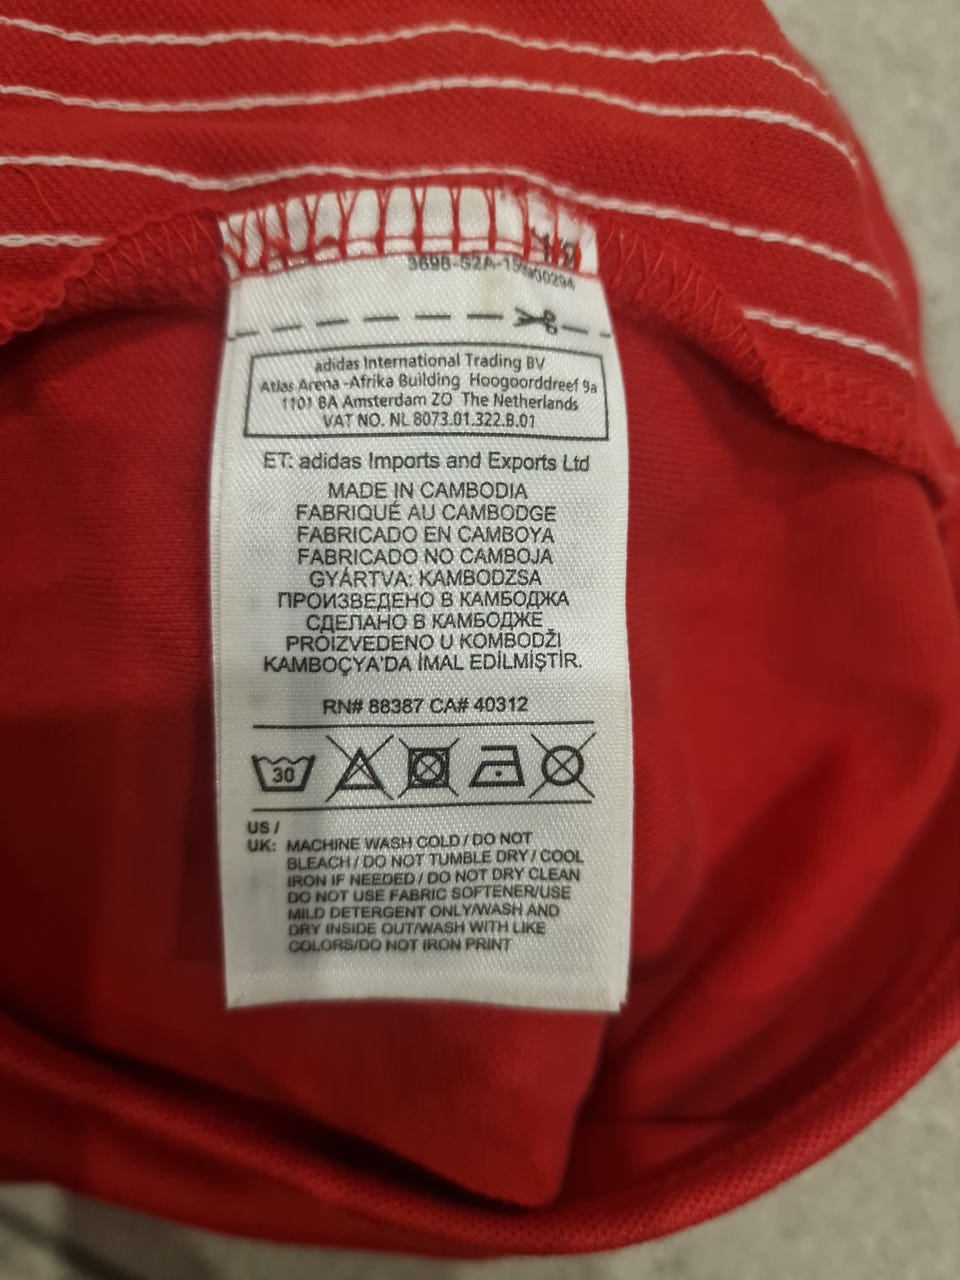 3698-S2A-15
00294
adidas International Trading BV
Atlas Arena -Afrika Building Hoogoorddreef 9a
1101 BA Amsterdam ZO The Netherlands
VAT NO. NL 8073.01.322.B.01
ET: adidas Imports and Exports Ltd
MADE IN CAMBODIA
FABRIQUÉ AU CAMBODGE
FABRICADO EN CAMBOYA
FABRICADO NO CAMBOJA
GYÁRTVA: KAMBODZSA
ПРОИЗВЕДЕНО В КАМБОДЖА
СДЕЛАНО В КАМБОДЖЕ
PROIZVEDENO U KOMBODŽI
KAMBOÇYA'DA İMAL EDİLMİŞTİR.
RN# 88387 CA# 40312
30
US /
UK: MACHINE WASH COLD / DO NOT
BLEACH / DO NOT TUMBLE DRY / COOL
IRON IF NEEDED / DO NOT DRY CLEAN
DO NOT USE FABRIC SOFTENER/USE
MILD DETERGENT ONLY/WASH AND
DRY INSIDE OUT/WASH WITH LIKE
COLORS/DO NOT IRON PRINT